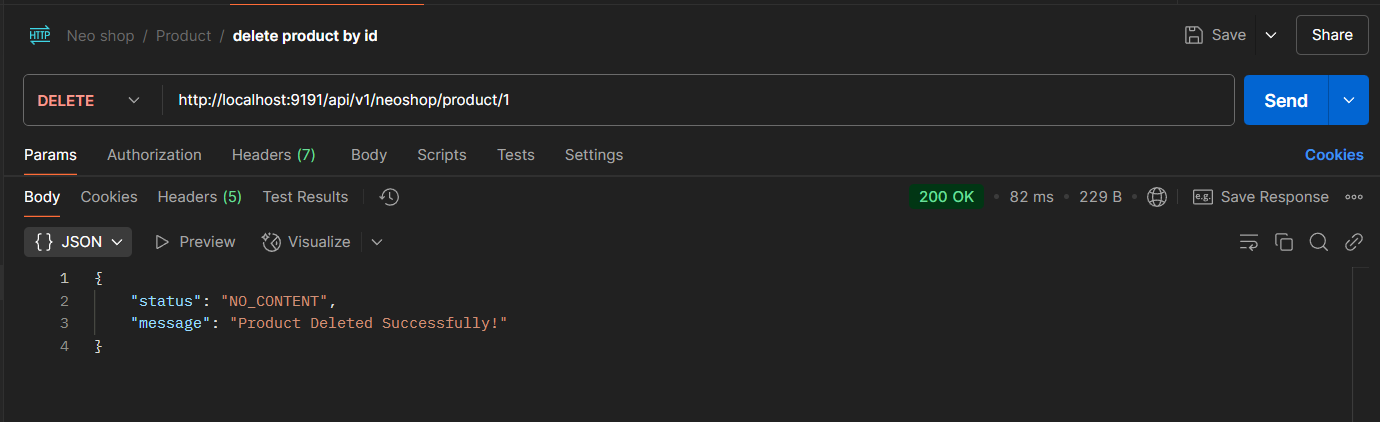 HTTP Neo shop / Product / delete product by id Save Share
DELETE http://localhost:9191/api/v1/neoshop/product/1 Send
Params Authorization Headers (7) Body Scripts Tests Settings Cookies
Body Cookies Headers (5) Test Results 200 OK • 82 ms • 229 B • e.g. Save Response
{} JSON Preview Visualize
1 {
2 "status": "NO_CONTENT",
3 "message": "Product Deleted Successfully!"
4 }